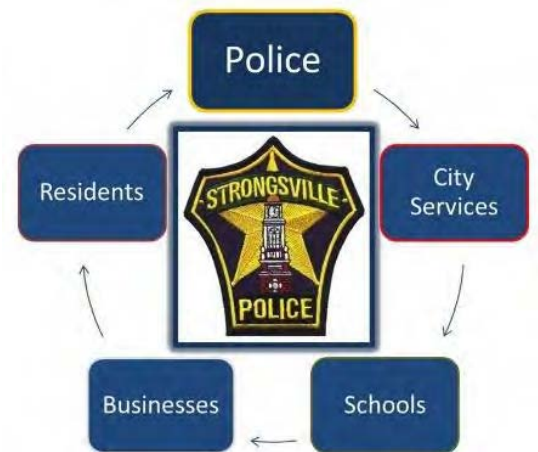 Police
City
Services
Schools
Businesses
Residents
STRONGSVILLE
POLICE